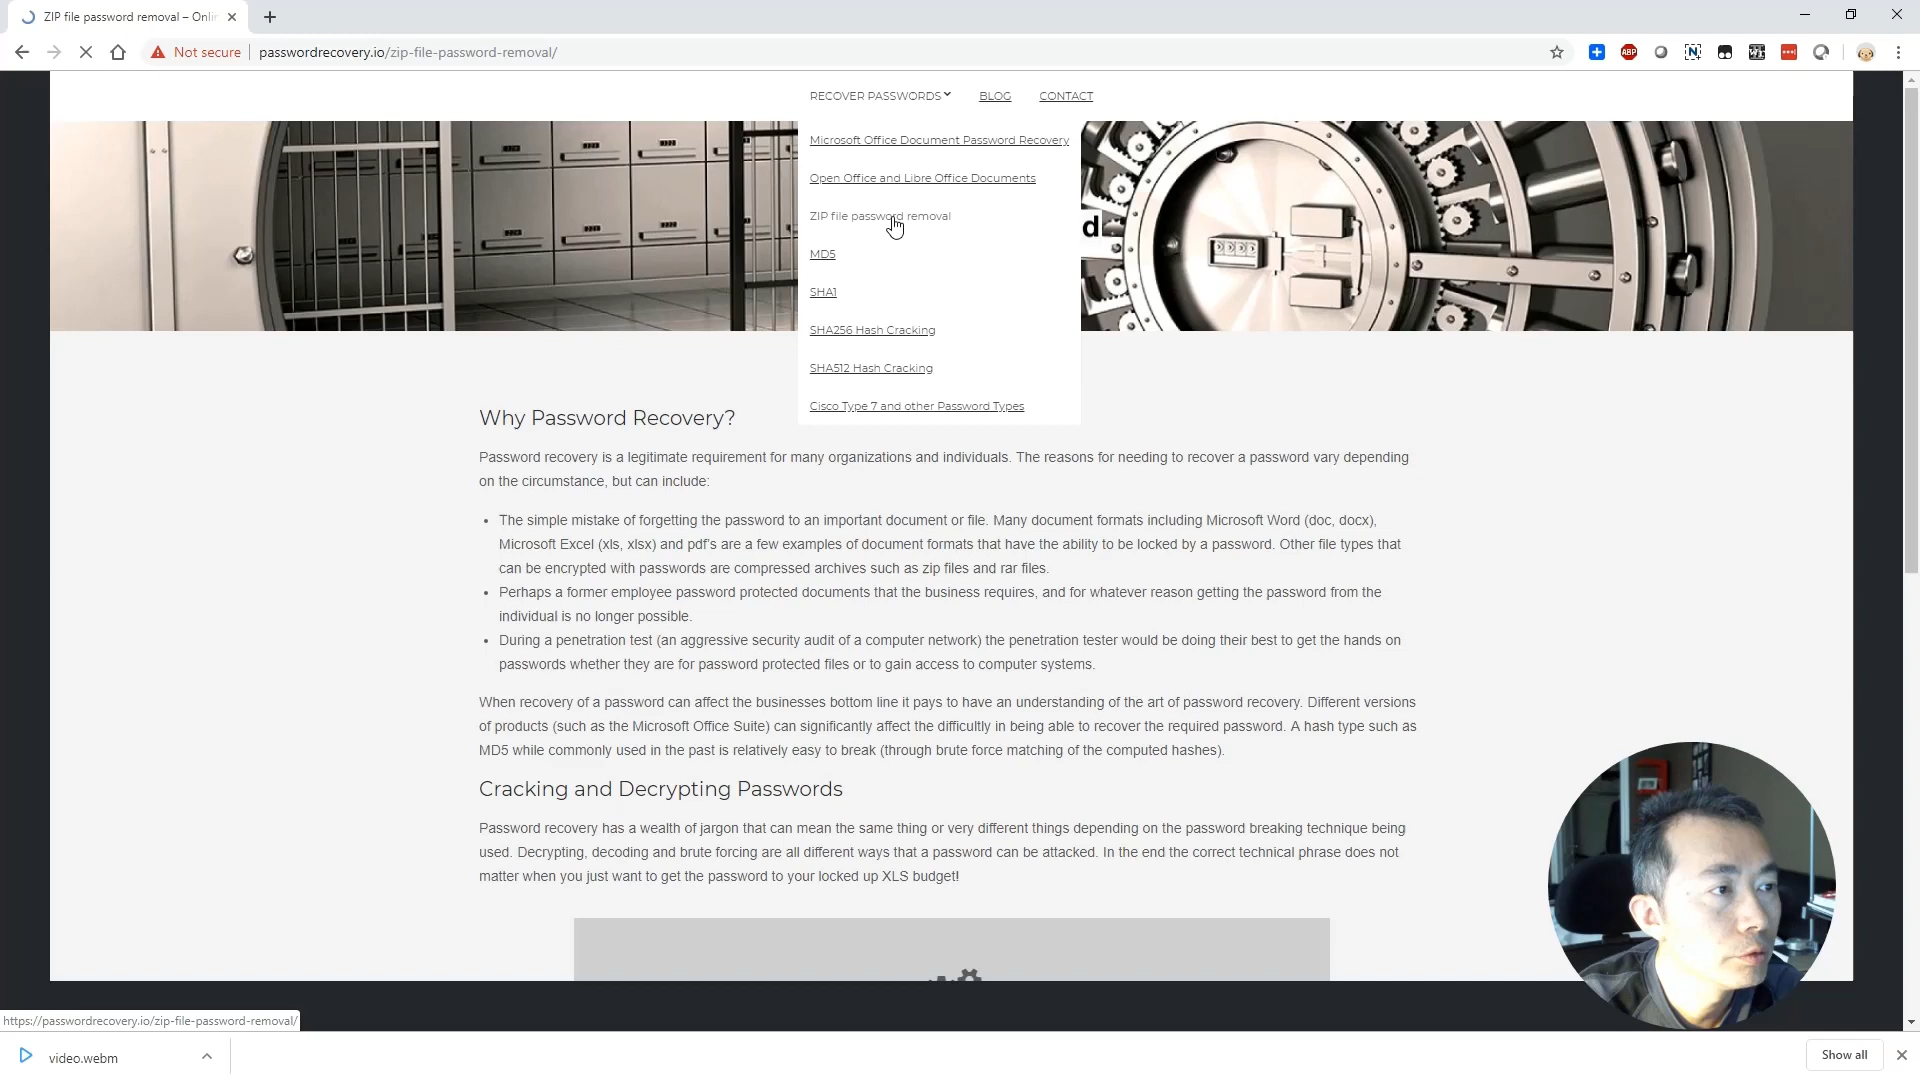 ZIP file password removal – Onlin
Not secure
passwordrecovery.io/zip-file-password-removal/
ABP
N
RECOVER PASSWORDS
BLOG
CONTACT
Microsoft Office Document Password Recovery
Open Office and Libre Office Documents
ZIP file password removal
d
MD5
SHA1
SHA256 Hash Cracking
SHA512 Hash Cracking
Cisco Type 7 and other Password Types
Why Password Recovery?
Password recovery is a legitimate requirement for many organizations and individuals. The reasons for needing to recover a password vary depending
on the circumstance, but can include:
• The simple mistake of forgetting the password to an important document or file. Many document formats including Microsoft Word (doc, docx),
Microsoft Excel (xls, xlsx) and pdf's are a few examples of document formats that have the ability to be locked by a password. Other file types that
can be encrypted with passwords are compressed archives such as zip files and rar files.
• Perhaps a former employee password protected documents that the business requires, and for whatever reason getting the password from the
individual is no longer possible.
• During a penetration test (an aggressive security audit of a computer network) the penetration tester would be doing their best to get the hands on
passwords whether they are for password protected files or to gain access to computer systems.
When recovery of a password can affect the businesses bottom line it pays to have an understanding of the art of password recovery. Different versions
of products (such as the Microsoft Office Suite) can significantly affect the difficultly in being able to recover the required password. A hash type such as
MD5 while commonly used in the past is relatively easy to break (through brute force matching of the computed hashes).
Cracking and Decrypting Passwords
Password recovery has a wealth of jargon that can mean the same thing or very different things depending on the password breaking technique being
used. Decrypting, decoding and brute forcing are all different ways that a password can be attacked. In the end the correct technical phrase does not
matter when you just want to get the password to your locked up XLS budget!
https://passwordrecovery.io/zip-file-password-removal/
video.webm
Show all